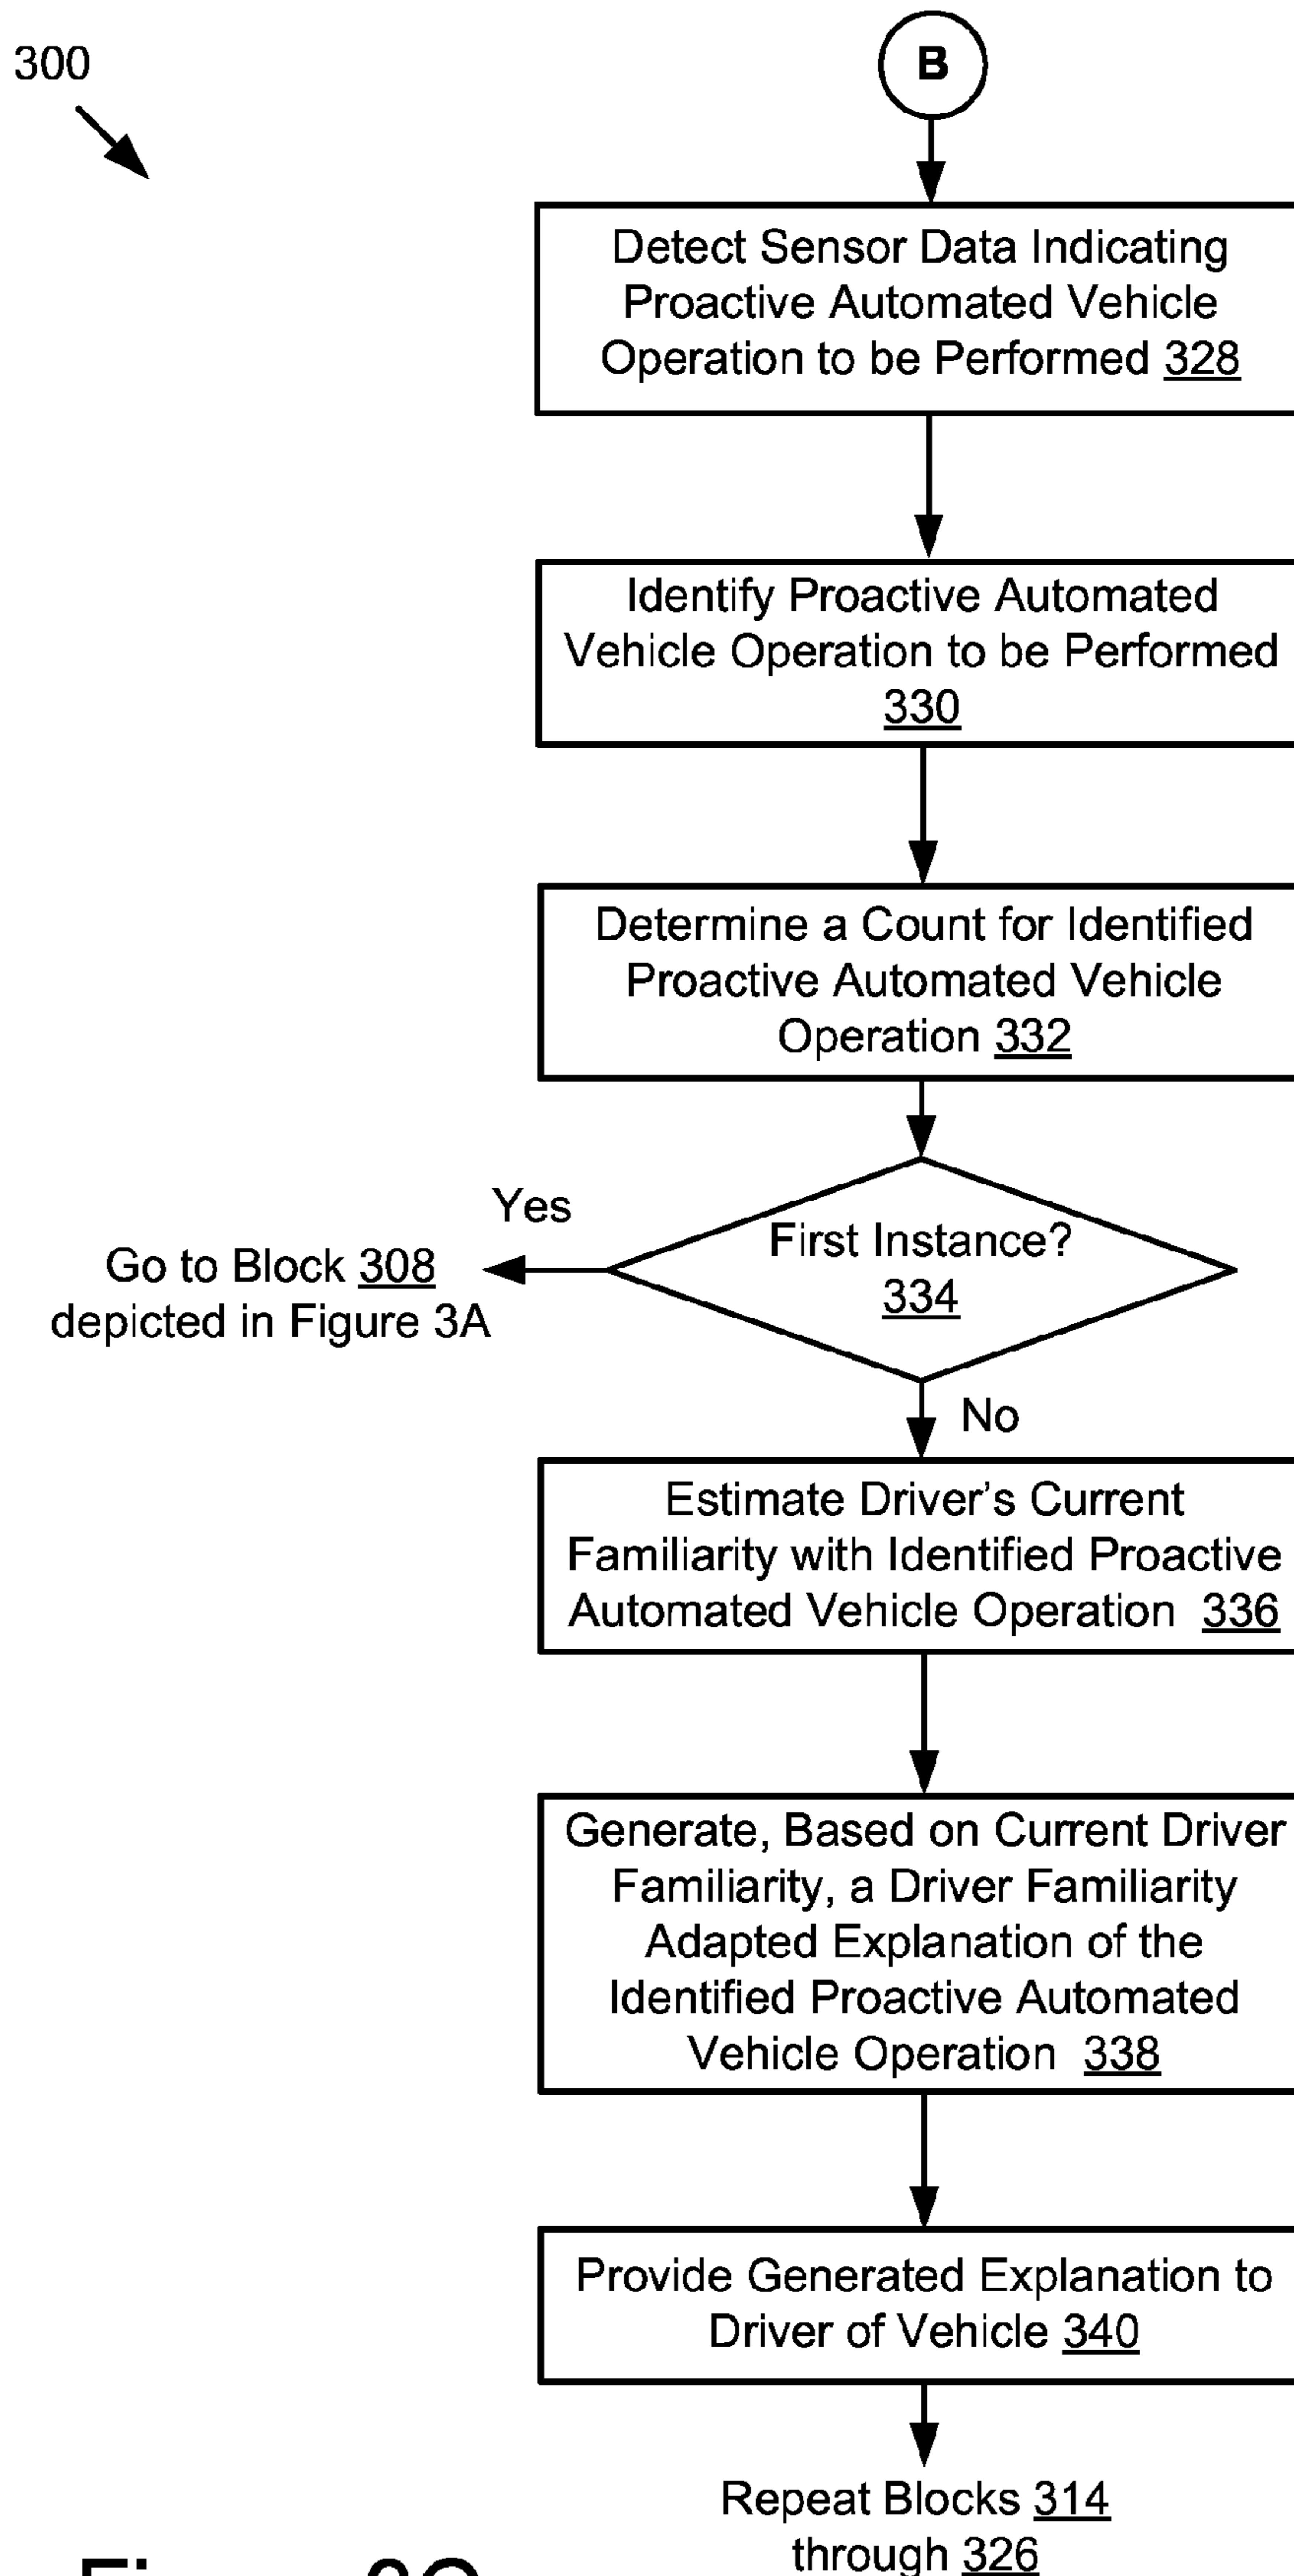 300
B
Detect Sensor Data Indicating
Proactive Automated Vehicle
Operation to be Performed 328
Identify Proactive Automated
Vehicle Operation to be Performed
330
Determine a Count for Identified
Proactive Automated Vehicle
Operation 332
Yes
First Instance?
334
Go to Block 308
depicted in Figure 3A
No
Estimate Driver's Current
Familiarity with Identified Proactive
Automated Vehicle Operation 336
Generate, Based on Current Driver
Familiarity, a Driver Familiarity
Adapted Explanation of the
Identified Proactive Automated
Vehicle Operation 338
Provide Generated Explanation to
Driver of Vehicle 340
Repeat Blocks 314
through 326